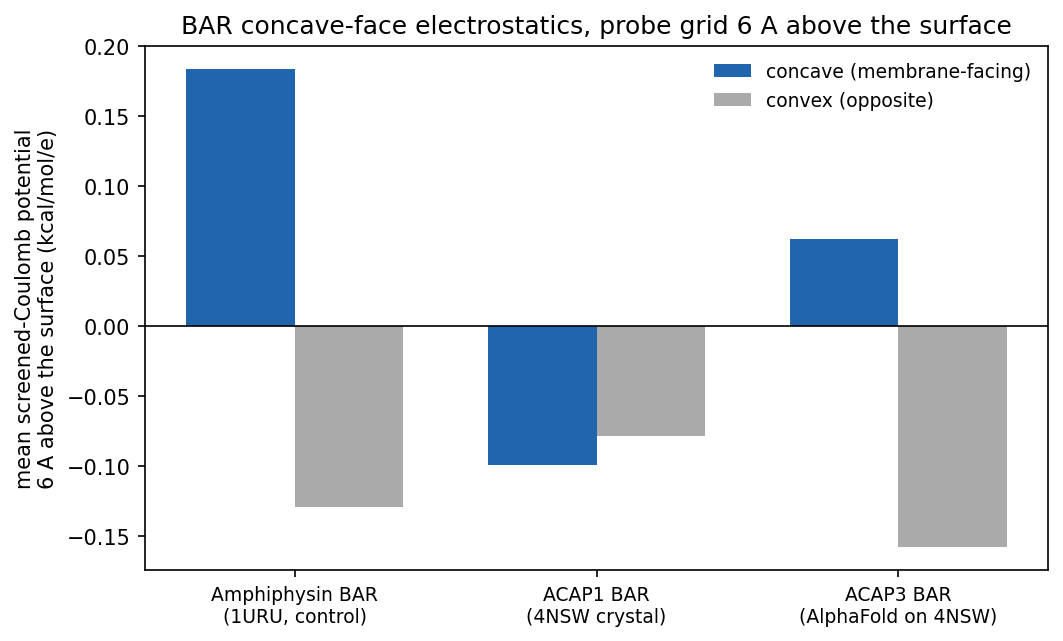 BAR concave-face electrostatics, probe grid 6 A above the surface
mean screened-Coulomb potential
6 A above the surface (kcal/mol/e)
0.20
0.15
0.10
0.05
0.00
−0.05
−0.10
−0.15
concave (membrane-facing)
convex (opposite)
Amphiphysin BAR
(1URU, control)
ACAP1 BAR
(4NSW crystal)
ACAP3 BAR
(AlphaFold on 4NSW)